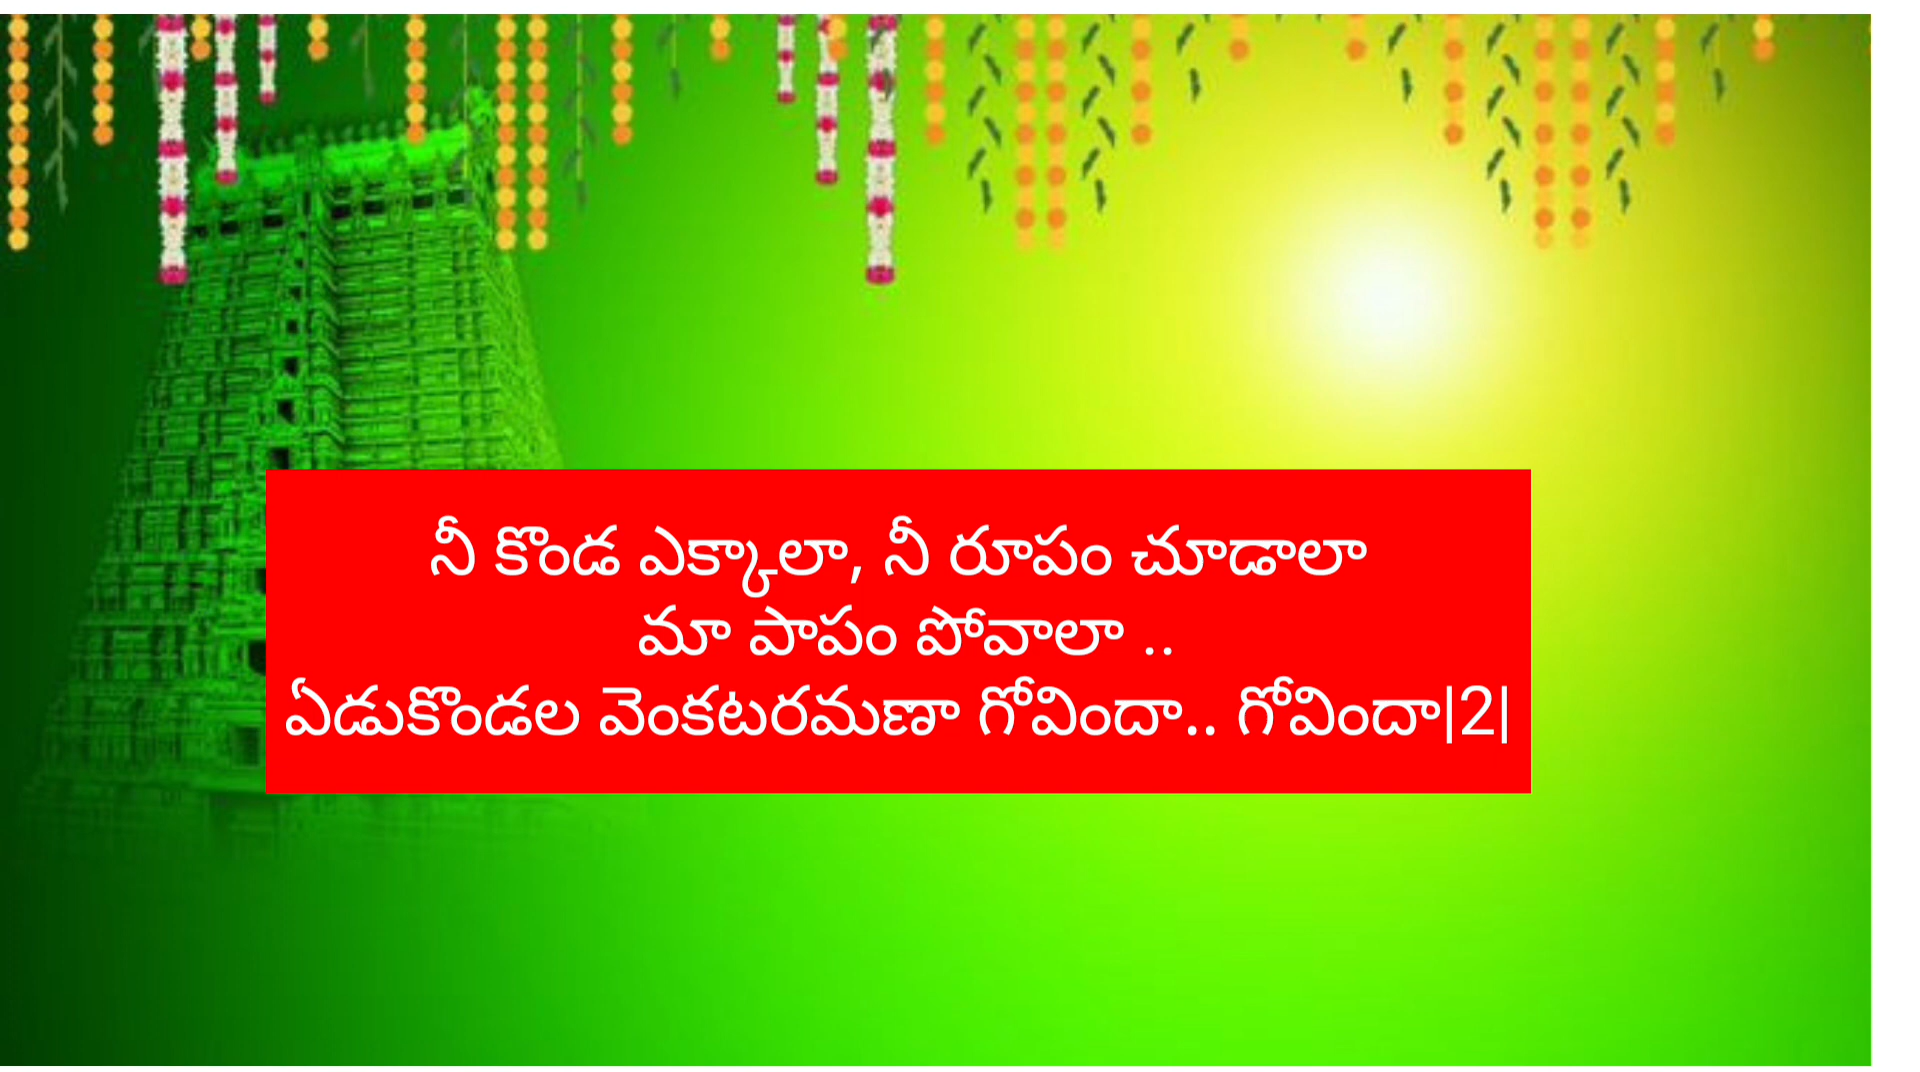 నీ కొండ ఎక్కాలా, నీ రూపం చూడాలా
మా పాపం పోవాలా ..
ఏడుకొండల వెంకటరమణా గోవిందా.. గోవిందా|2|